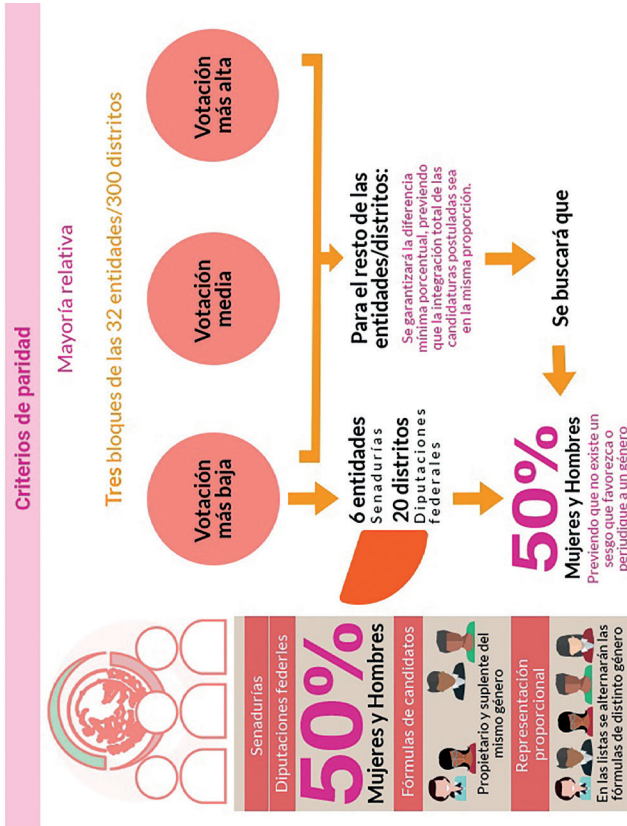 Criterios de paridad
Senadurías
Diputaciones federles
50%
Mujeres y Hombres
Fórmulas de candidatos
Propietario y suplente del
mismo género
Representación
proporcional
En las listas se alternarán las
fórmulas de distinto género
Mayoría relativa
Tres bloques de las 32 entidades/300 distritos
Votación
más baja
Votación
media
Votación
más alta
6 entidades
Senadurías
20 distritos
Diputaciones
federales
Para el resto de las
entidades/distritos:
Se garantizará la diferencia
mínima porcentual, previendo
que la integración total de las
candidaturas postuladas sea
en la misma proporción.
Se buscará que
50%
Mujeres y Hombres
Previendo que no existe un
sesgo que favorezca o
perjudique a un género